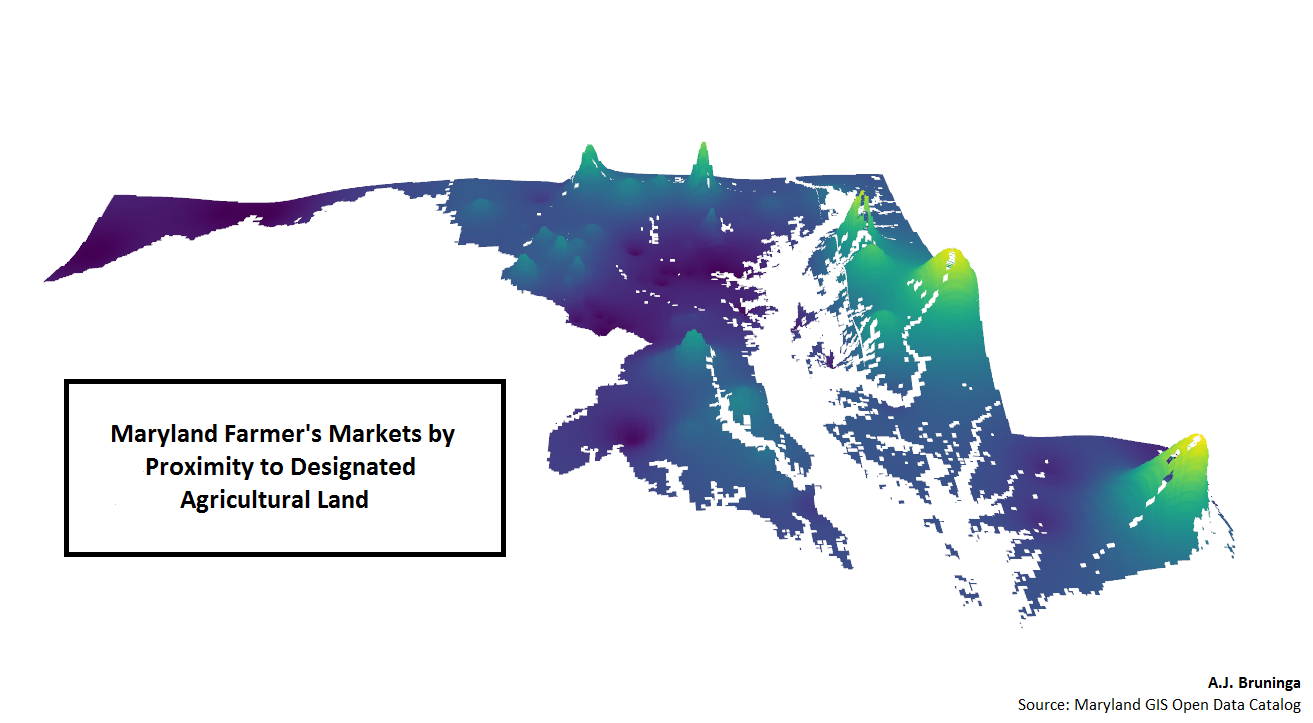 Maryland Farmer's Markets by
Proximity to Designated
Agricultural Land
A.J. Bruninga
Source: Maryland GIS Open Data Catalog